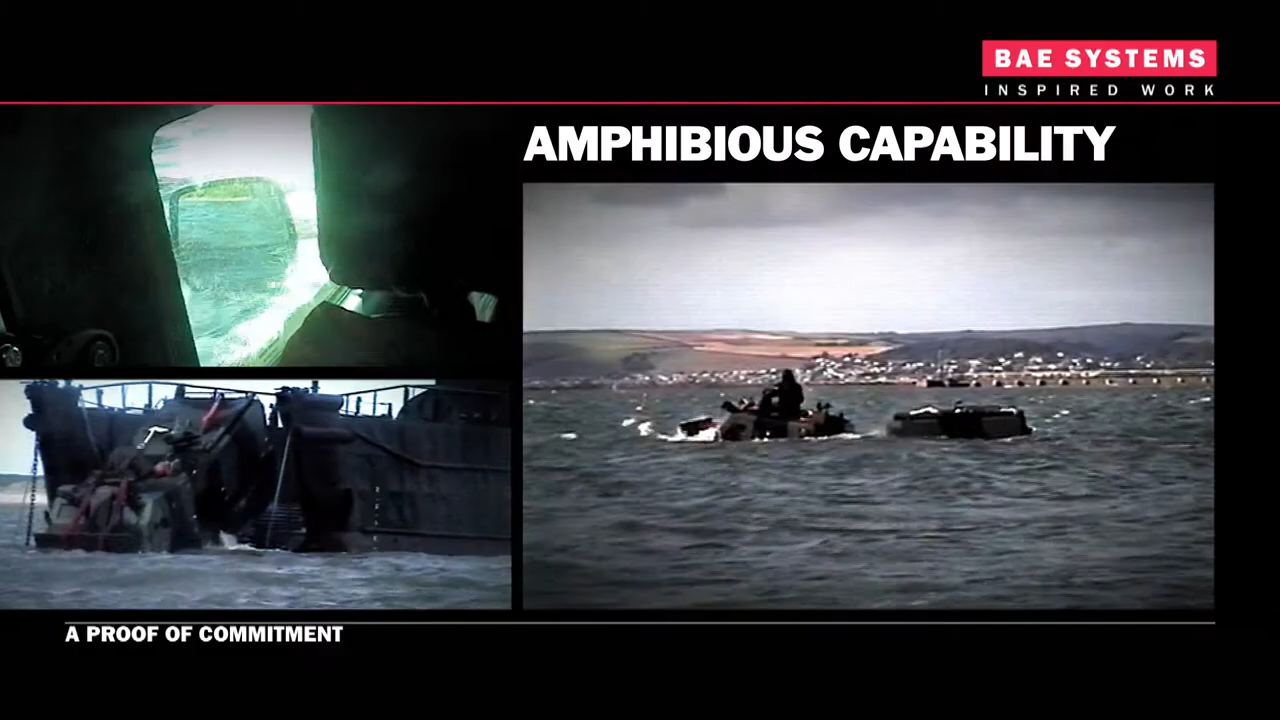 BAE SYSTEMS
INSPIRED WORK
AMPHIBIOUS CAPABILITY
A PROOF OF COMMITMENT